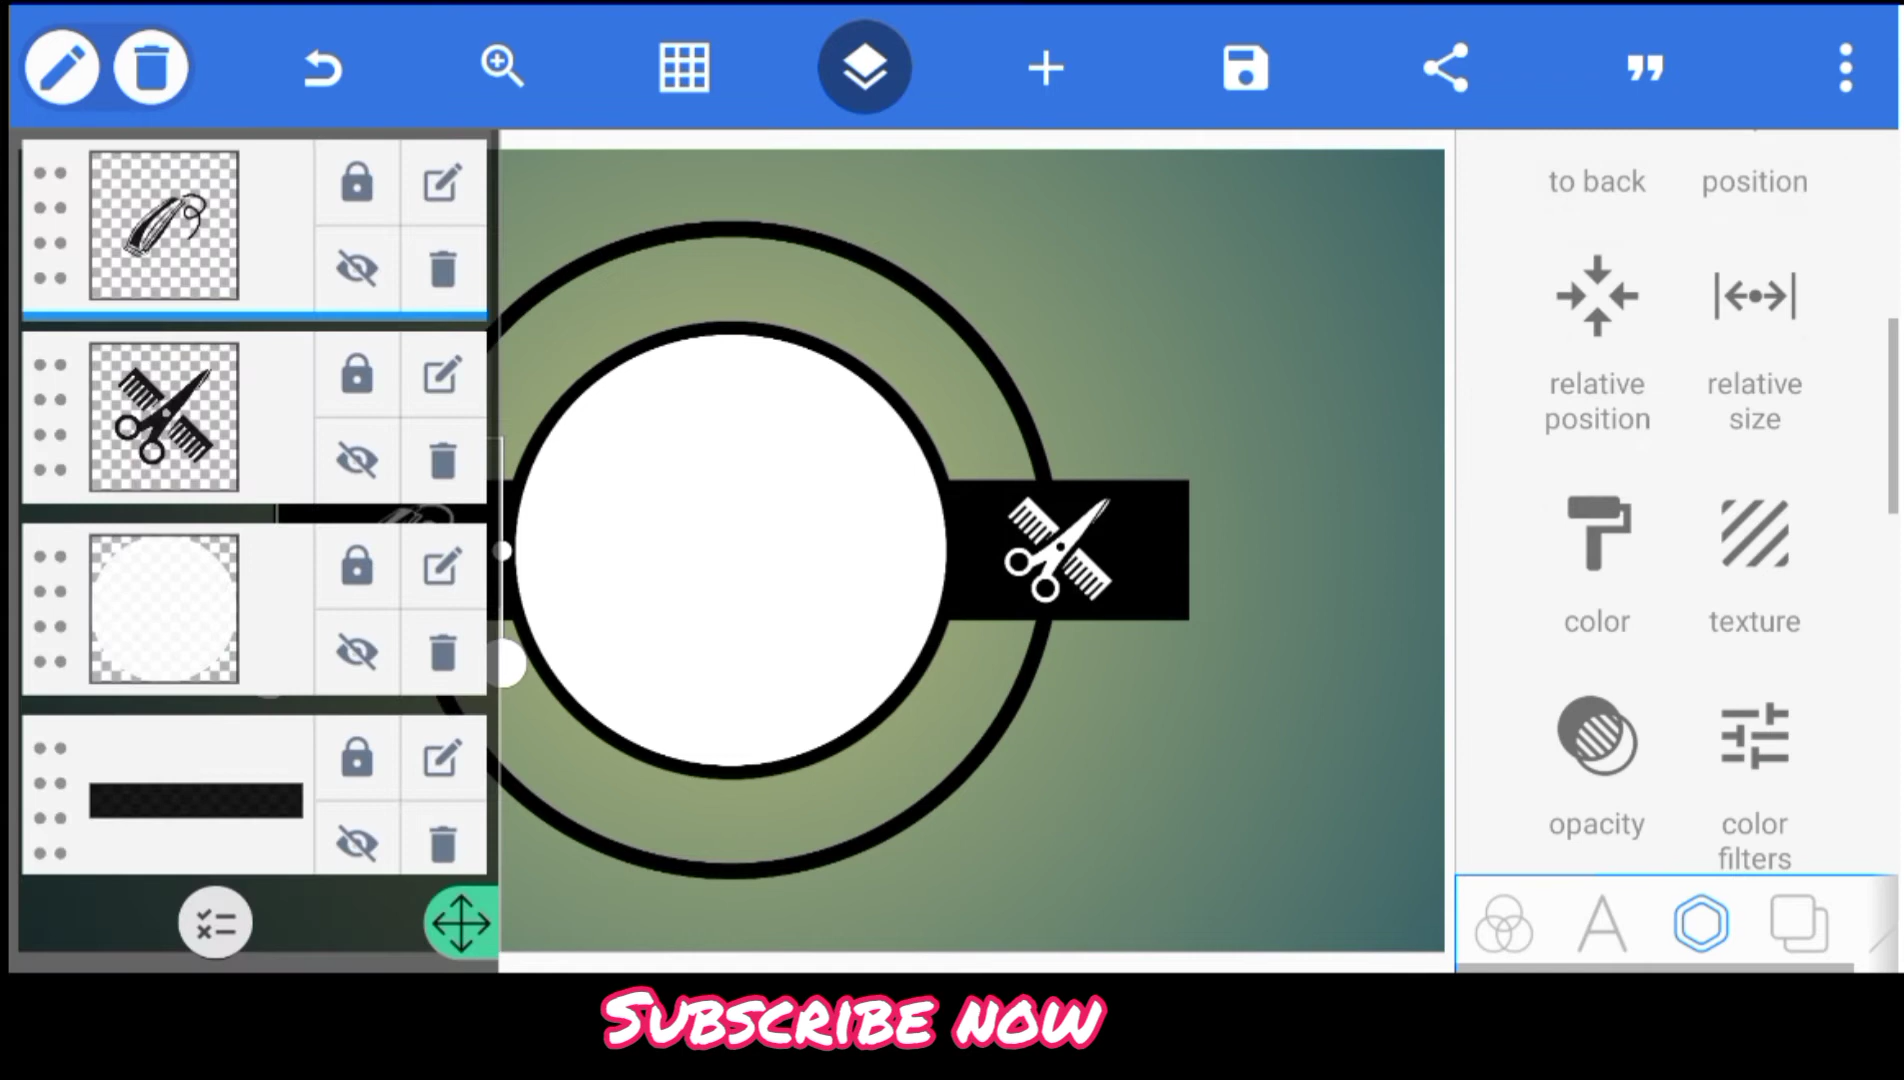 to back
position
relative
position
relative
size
color
texture
opacity
color
filters
SUBSCRIBE NOW